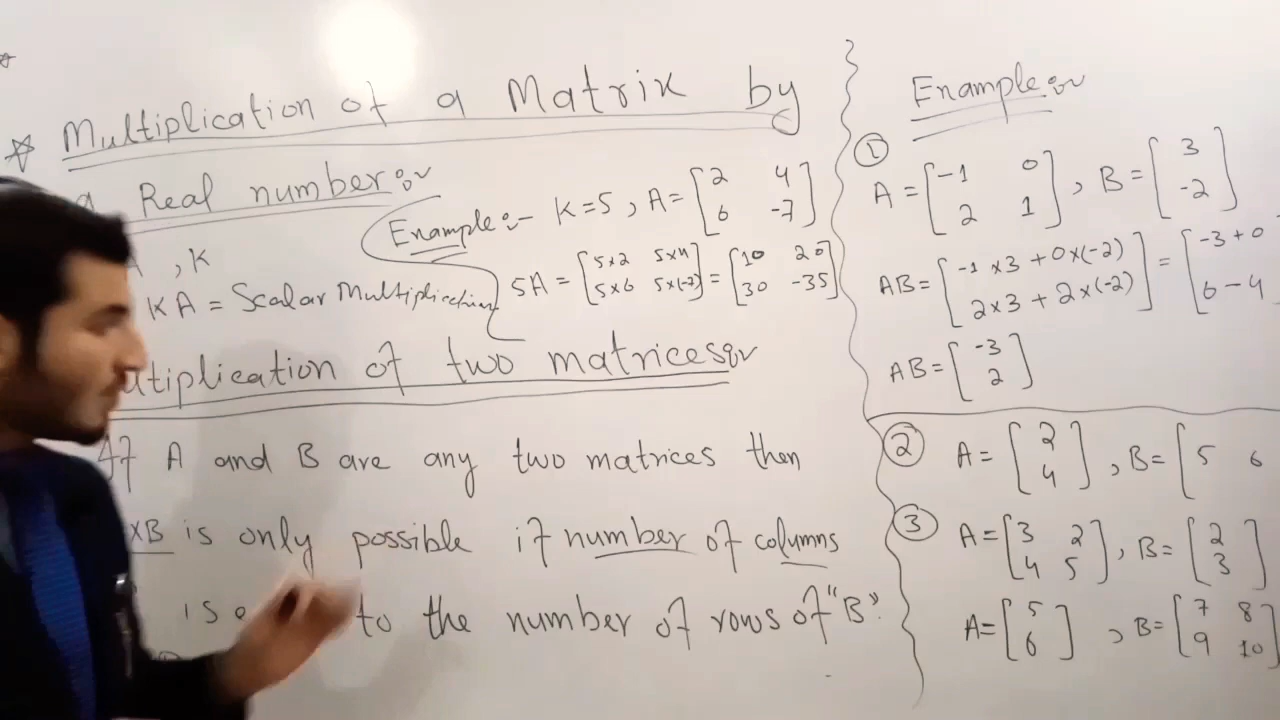 Multiplication of a Matrix by
a Real number:-
, K
KA = Scalar Multiplication
Example:- K=5, A= [2 4
6 -7]
5A = [5×2 5×4
5×6 5×(-7)] = [10 20
30 -35]
ltiplication of two matrices:-
If A and B are any two matrices then
×B is only possible if number of columns
is to the number of rows of "B".
Example:-
① A = [-1 0
2 1], B = [3
-2]
AB = [-1×3 + 0×(-2)
2×3 + 2×(-2)] = [-3+0
6-4
AB = [-3
2]
② A = [2
4], B = [5 6
③ A = [3 2
4 5], B = [2
3]
A = [5
6], B = [7 8
9 10]